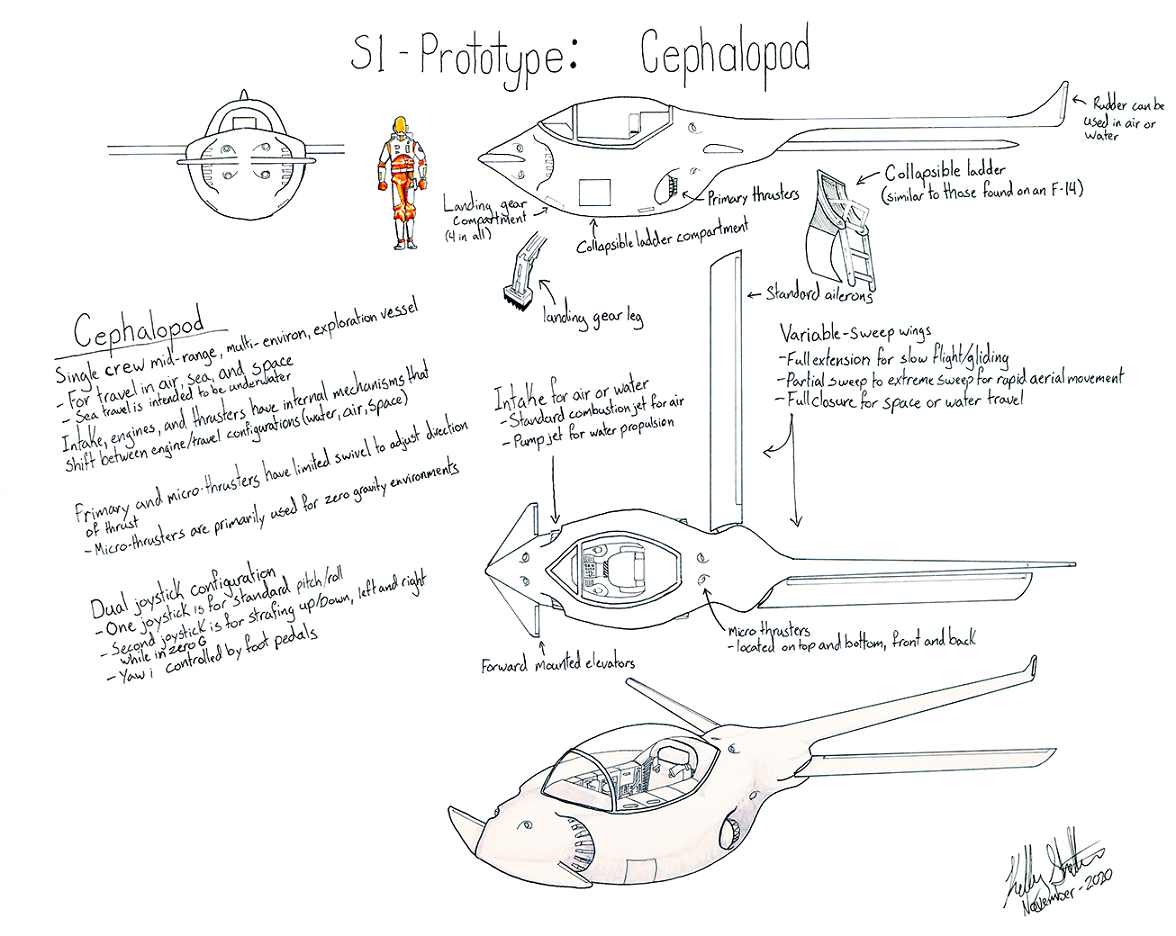 S1 - Prototype: Cephalopod
Rudder can be
used in air or
water
Collapsible ladder
(similar to those found on an F-14)
Primary thrusters
Landing gear
compartment
(4 in all)
Collapsible ladder compartment
landing gear leg
Standard ailerons
Cephalopod
Single crew mid-range, multi-environ, exploration vessel
- For travel in air, sea, and space
- Sea travel is intended to be underwater
Intake, engines, and thrusters have internal mechanisms that
shift between engine/travel configurations (water, air, space)
Primary and micro-thrusters have limited swivel to adjust direction
of thrust
- Micro-thrusters are primarily used for zero gravity environments
Dual joystick configuration
- One joystick is for standard pitch/roll
- Second joystick is for strafing up/down, left and right
while in zero G
- Yaw i controlled by foot pedals
Intake for air or water
- Standard combustion jet for air
- Pump jet for water propulsion
Variable-sweep wings
- Full extension for slow flight/gliding
- Partial sweep to extreme sweep for rapid aerial movement
- Full closure for space or water travel
micro thrusters
- located on top and bottom, front and back
Forward mounted elevators
Kelly
November - 2020